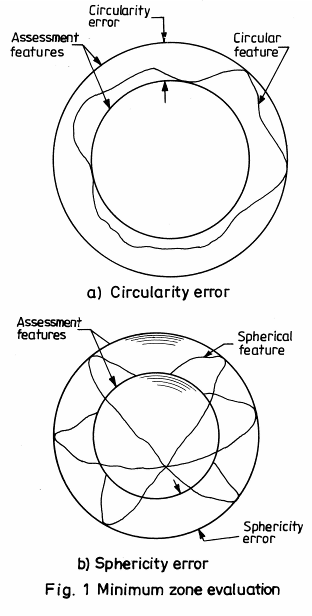 Circularity
error
Assessment
features
Circular
feature
a) Circularity error
Assessment
features
Spherical
feature
Sphericity
error
b) Sphericity error
Fig. 1 Minimum zone evaluation